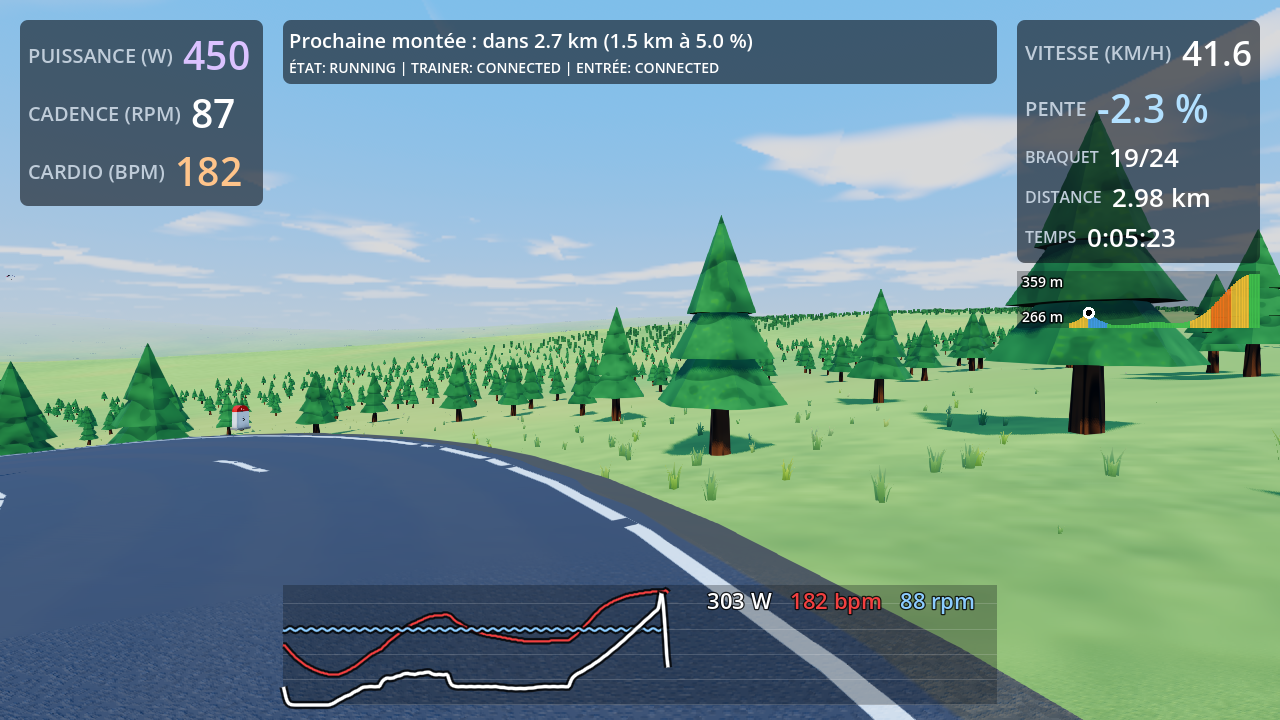 PUISSANCE (W) 450
CADENCE (RPM) 87
CARDIO (BPM) 182
Prochaine montée : dans 2.7 km (1.5 km à 5.0 %)
ÉTAT: RUNNING | TRAINER: CONNECTED | ENTRÉE: CONNECTED
VITESSE (KM/H) 41.6
PENTE -2.3 %
BRAQUET 19/24
DISTANCE 2.98 km
TEMPS 0:05:23
359 m
266 m
303 W 182 bpm 88 rpm